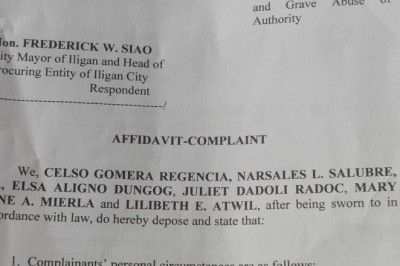 and Grave Abuse of
Authority
Hon. FREDERICK W. SIAO
City Mayor of Iligan and Head of
Procuring Entity of Iligan City
Respondent
----------------------------------------/
AFFIDAVIT-COMPLAINT
We, CELSO GOMERA REGENCIA, NARSALES L. SALUBRE,
, ELSA ALIGNO DUNGOG, JULIET DADOLI RADOC, MARY
NE A. MIERLA and LILIBETH E. ATWIL, after being sworn to in
ordance with law, do hereby depose and state that:
1. Complainants' personal circumstances are as follows: